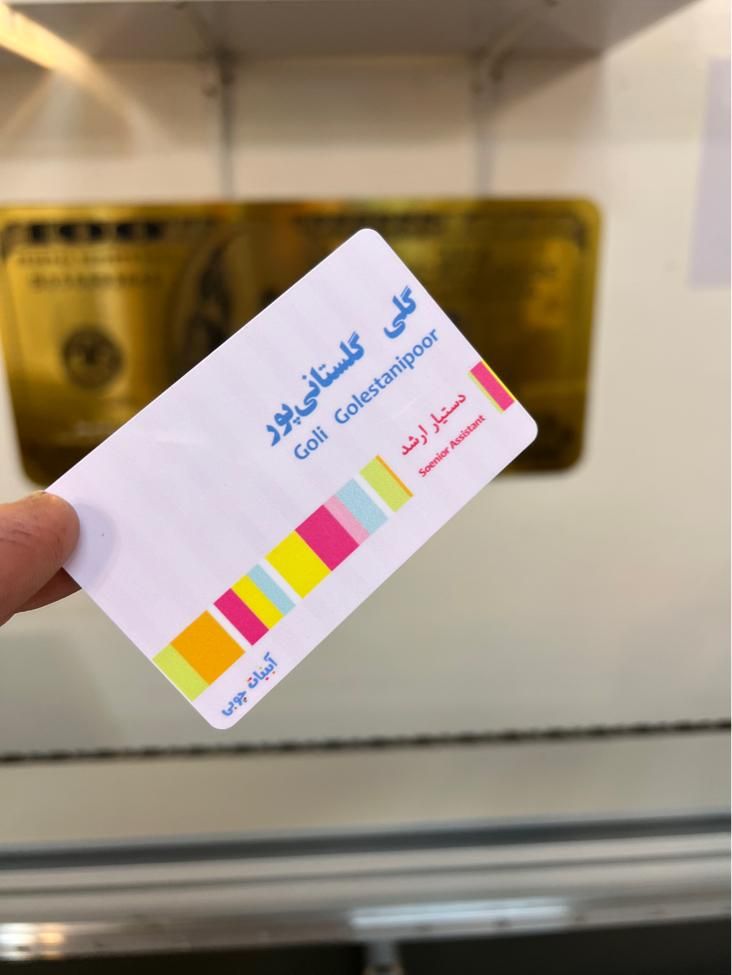 گلی گلستانی‌پور
Goli Golestanipoor
دستیار ارشد
Soenior Assistant
آبنبات چوبی